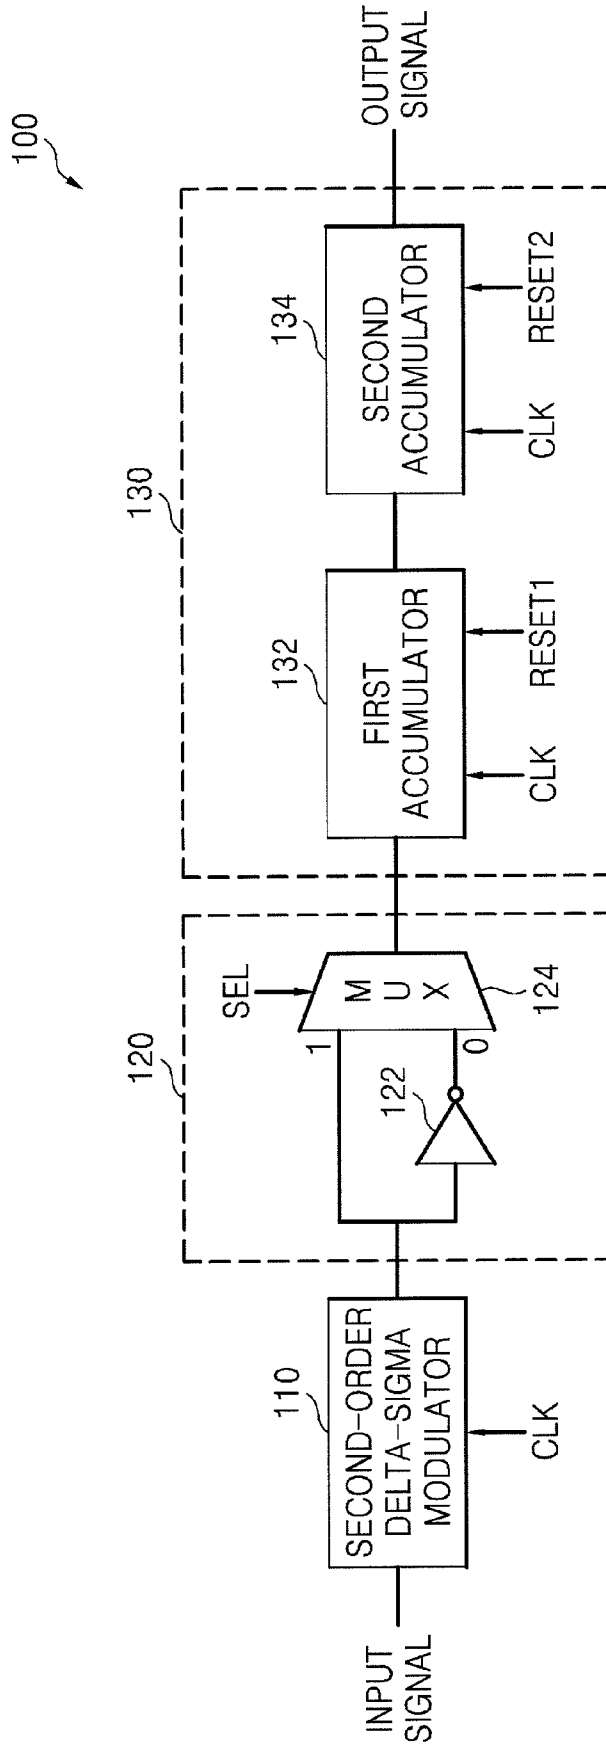 100
INPUT
SIGNAL
110
SECOND-ORDER
DELTA-SIGMA
MODULATOR
CLK
120
SEL
1
0
122
M
U
X
124
130
132
FIRST
ACCUMULATOR
CLK
RESET1
134
SECOND
ACCUMULATOR
CLK
RESET2
OUTPUT
SIGNAL